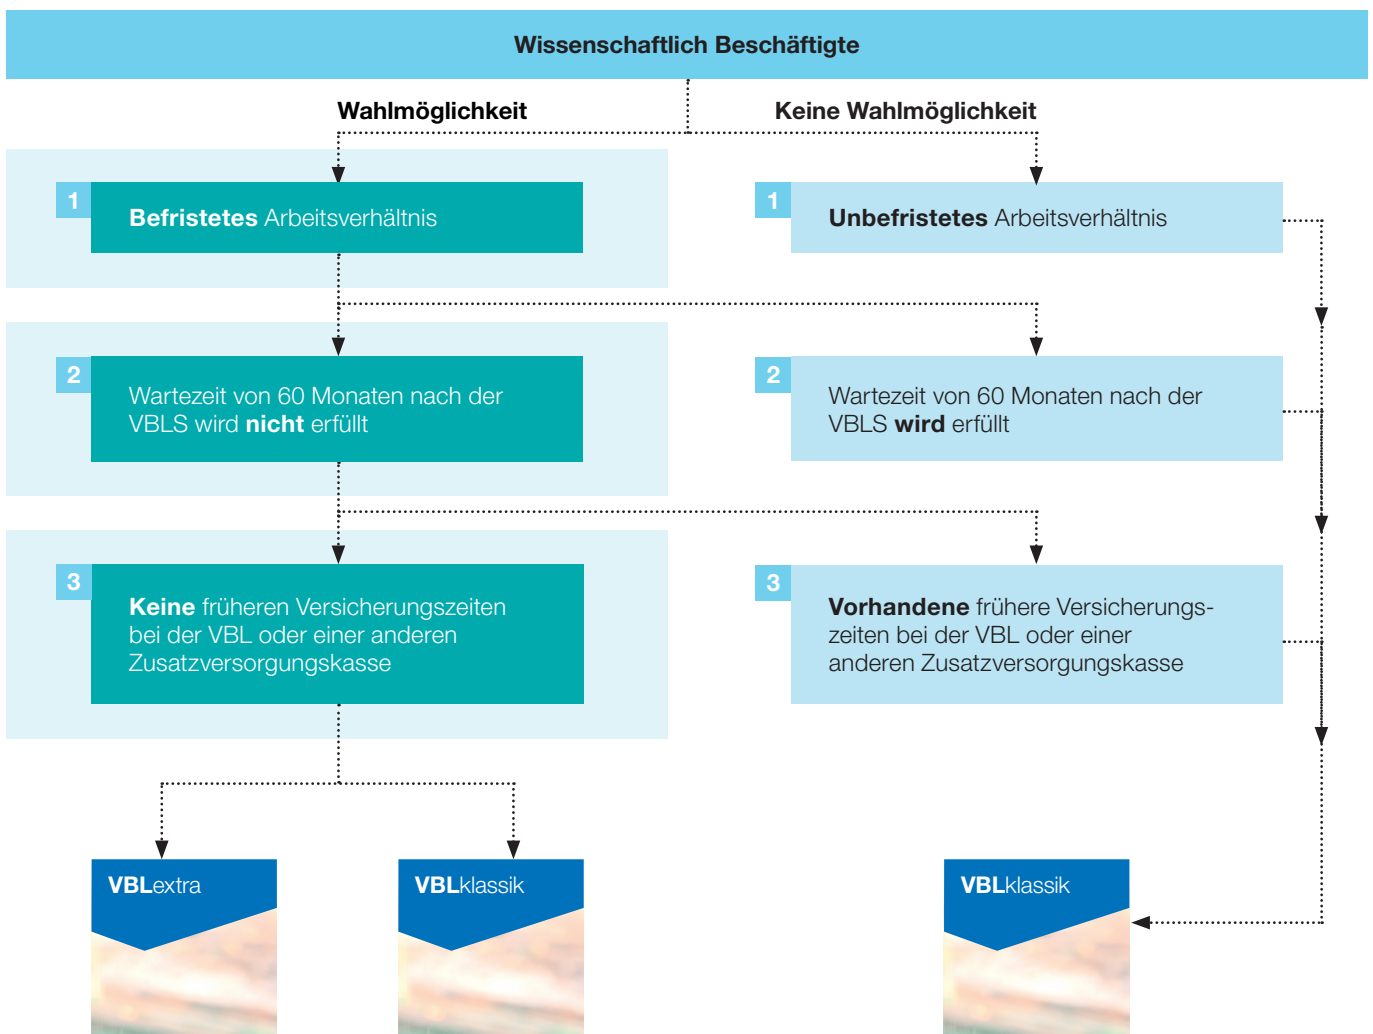 Wissenschaftlich Beschäftigte
Wahlmöglichkeit
Keine Wahlmöglichkeit
1
Befristetes Arbeitsverhältnis
1
Unbefristetes Arbeitsverhältnis
2
Wartezeit von 60 Monaten nach der
VBLS wird nicht erfüllt
2
Wartezeit von 60 Monaten nach der
VBLS wird erfüllt
3
Keine früheren Versicherungszeiten
bei der VBL oder einer anderen
Zusatzversorgungskasse
3
Vorhandene frühere Versicherungs-
zeiten bei der VBL oder einer
anderen Zusatzversorgungskasse
VBLextra
VBLklassik
VBLklassik